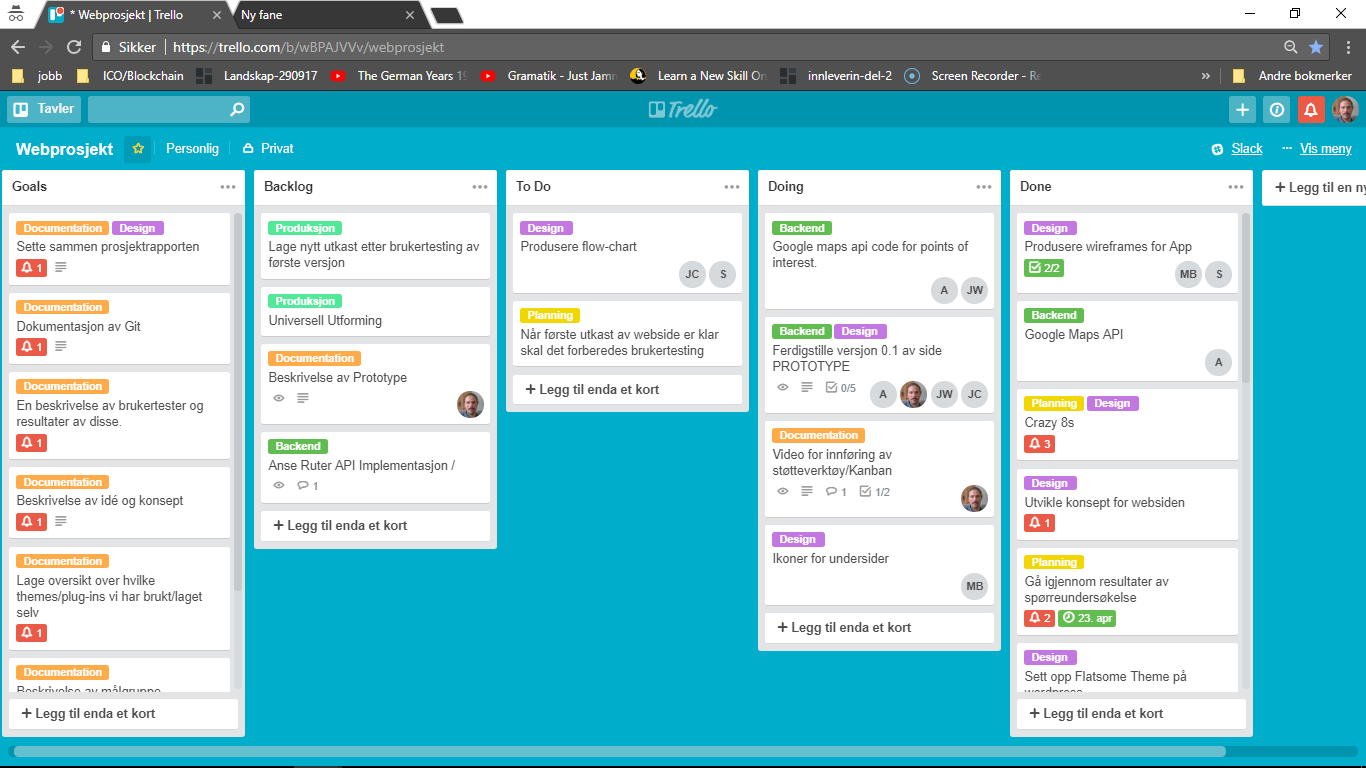 * Webprosjekt | Trello
Ny fane
Sikker
https://trello.com/b/wBPAJVVv/webprosjekt
jobb
ICO/Blockchain
Landskap-290917
The German Years 19
Gramatik - Just Jamm
Learn a New Skill On
innleverin-del-2
Screen Recorder - Re
»
Andre bokmerker
Tavler
Trello
Webprosjekt
Personlig
Privat
Slack
··· Vis meny
Goals
Documentation Design
Sette sammen prosjektrapporten
1
Documentation
Dokumentasjon av Git
1
Documentation
En beskrivelse av brukertester og
resultater av disse.
1
Documentation
Beskrivelse av idé og konsept
1
Documentation
Lage oversikt over hvilke
themes/plug-ins vi har brukt/laget
selv
1
Documentation
Beskrivelse av målgruppe
+ Legg til enda et kort
Backlog
Produksjon
Lage nytt utkast etter brukertesting av
første versjon
Produksjon
Universell Utforming
Documentation
Beskrivelse av Prototype
Backend
Anse Ruter API Implementasjon /
1
+ Legg til enda et kort
To Do
Design
Produsere flow-chart
JC S
Planning
Når første utkast av webside er klar
skal det forberedes brukertesting
+ Legg til enda et kort
Doing
Backend
Google maps api code for points of
interest.
A JW
Backend Design
Ferdigstille versjon 0.1 av side
PROTOTYPE
0/5 A JW JC
Documentation
Video for innføring av
støtteverktøy/Kanban
1 1/2
Design
Ikoner for undersider
MB
+ Legg til enda et kort
Done
Design
Produsere wireframes for App
2/2 MB S
Backend
Google Maps API
A
Planning Design
Crazy 8s
3
Design
Utvikle konsept for websiden
1
Planning
Gå igjennom resultater av
spørreundersøkelse
2 23. apr
Design
Sett opp Flatsome Theme på
wordpress
+ Legg til enda et kort
+ Legg til en ny